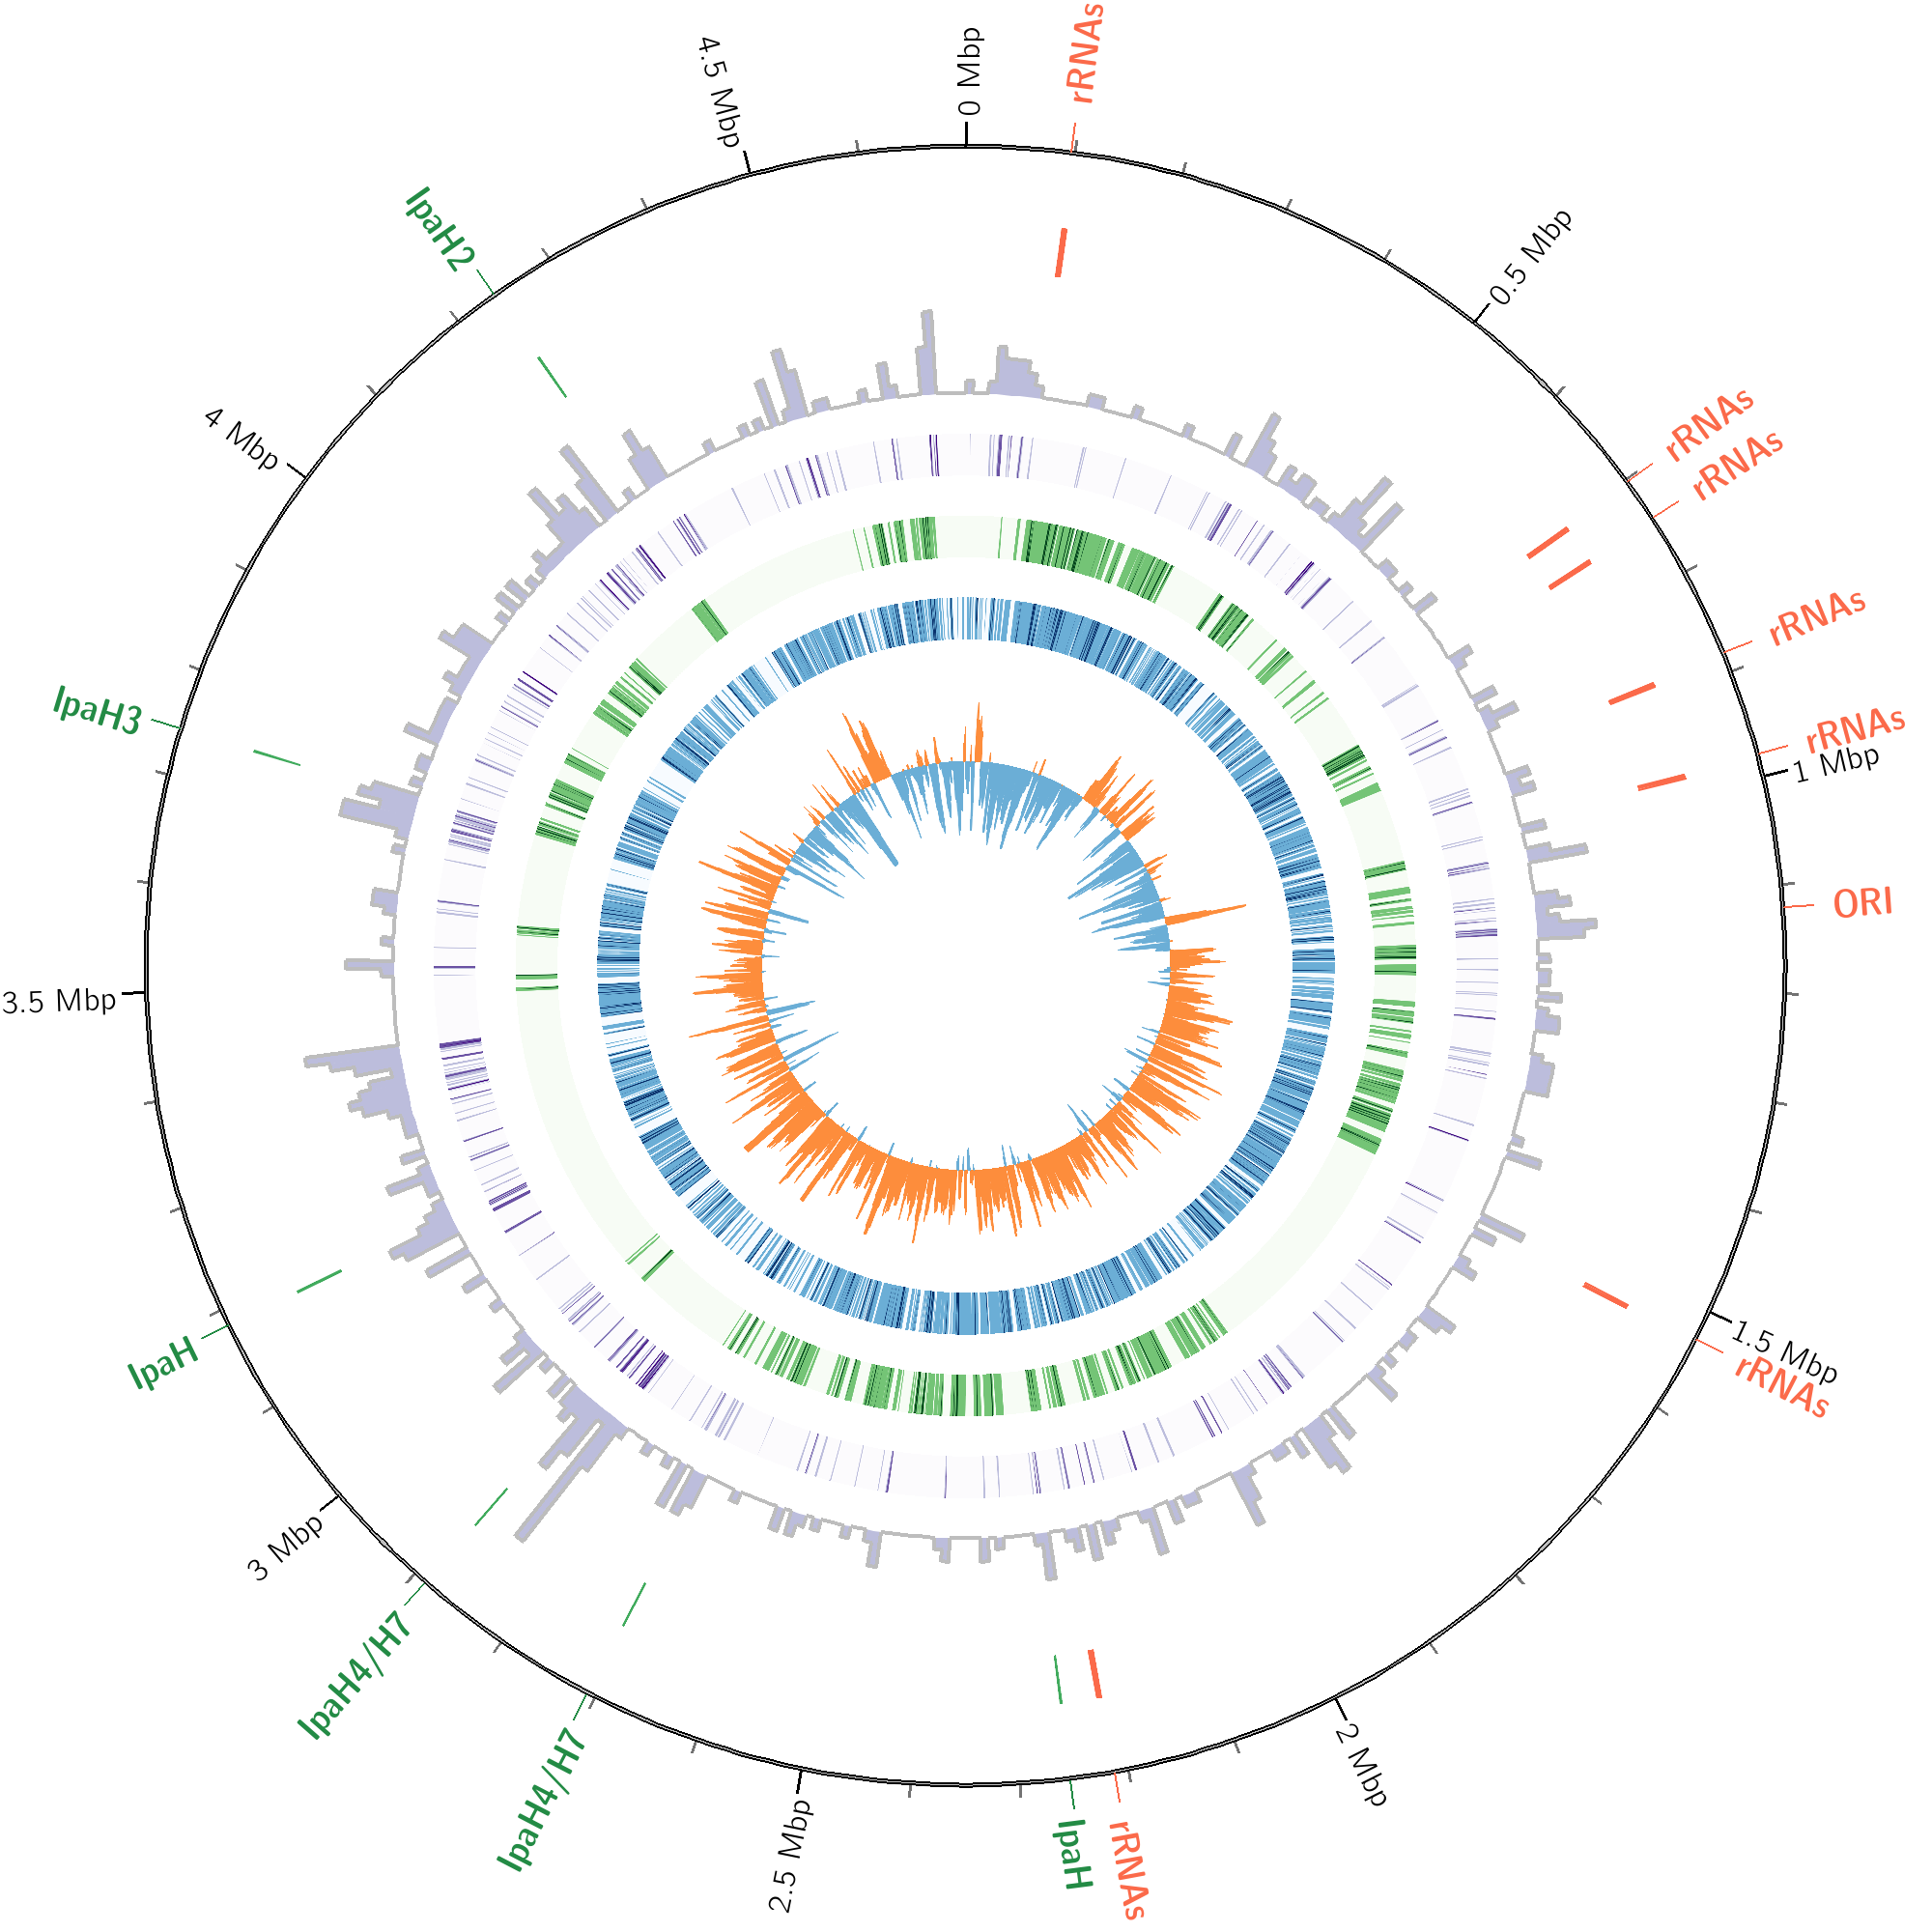 0 Mbp
rRNAs
0.5 Mbp
rRNAs
rRNAs
rRNAs
rRNAs
1 Mbp
ORI
1.5 Mbp
rRNAs
2 Mbp
rRNAs
IpaH
2.5 Mbp
IpaH4/H7
IpaH4/H7
3 Mbp
IpaH
3.5 Mbp
IpaH3
4 Mbp
IpaH2
4.5 Mbp